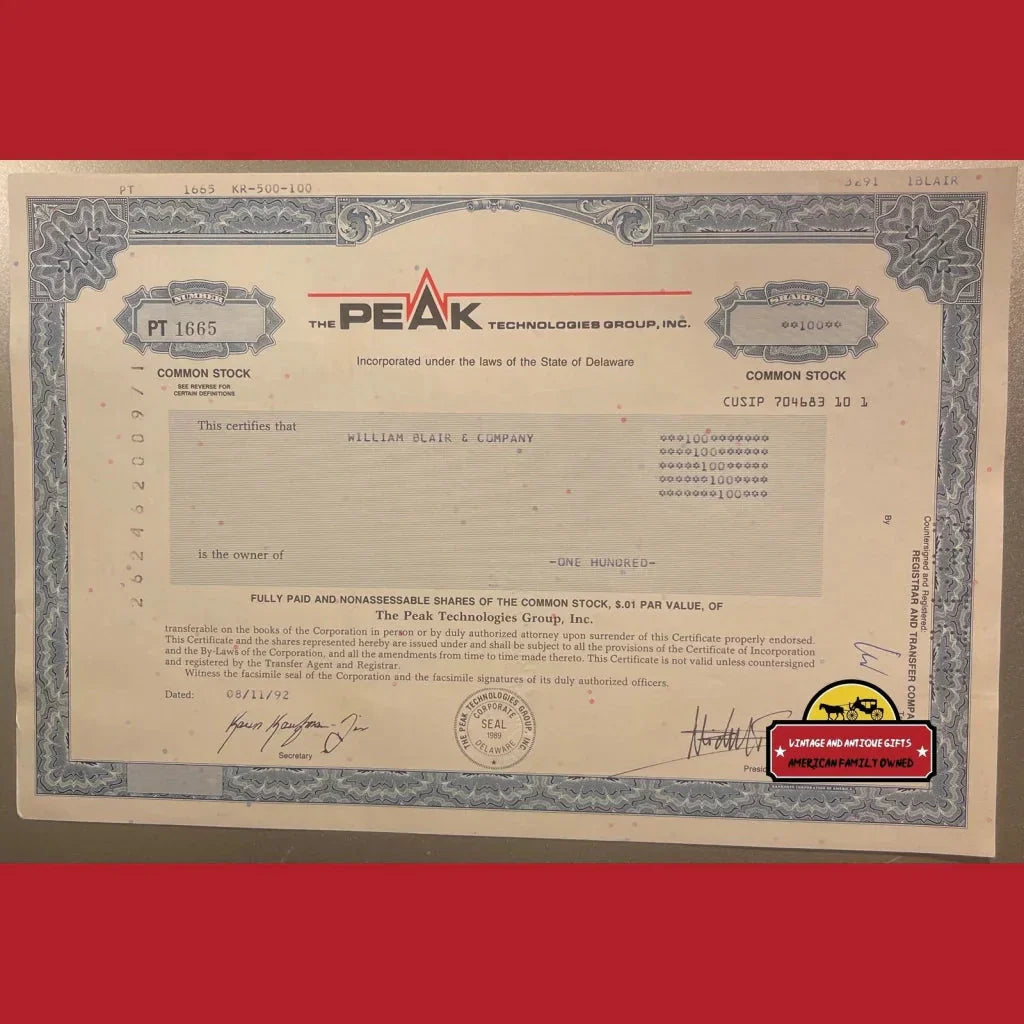 PT 1665 KR-500-100 3291 1BLAIR
NUMBER
PT 1665
SHARES
**100**
THE PEAK TECHNOLOGIES GROUP, INC.
Incorporated under the laws of the State of Delaware
COMMON STOCK
SEE REVERSE FOR
CERTAIN DEFINITIONS
COMMON STOCK
CUSIP 704683 10 1
This certifies that
WILLIAM BLAIR & COMPANY
***100*******
****100******
*****100*****
******100****
*******100***
is the owner of
-ONE HUNDRED-
FULLY PAID AND NONASSESSABLE SHARES OF THE COMMON STOCK, $.01 PAR VALUE, OF
The Peak Technologies Group, Inc.
transferable on the books of the Corporation in person or by duly authorized attorney upon surrender of this Certificate properly endorsed.
This Certificate and the shares represented hereby are issued under and shall be subject to all the provisions of the Certificate of Incorporation
and the By-Laws of the Corporation, and all the amendments from time to time made thereto. This Certificate is not valid unless countersigned
and registered by the Transfer Agent and Registrar.
Witness the facsimile seal of the Corporation and the facsimile signatures of its duly authorized officers.
Dated: 08/11/92
Secretary
THE PEAK TECHNOLOGIES GROUP, INC.
CORPORATE
SEAL
1989
DELAWARE
Presid
262462009/1
Countersigned and Registered:
REGISTRAR AND TRANSFER COMPA
By
VINTAGE AND ANTIQUE GIFTS
AMERICAN FAMILY OWNED
BANKNOTE CORPORATION OF AMERICA